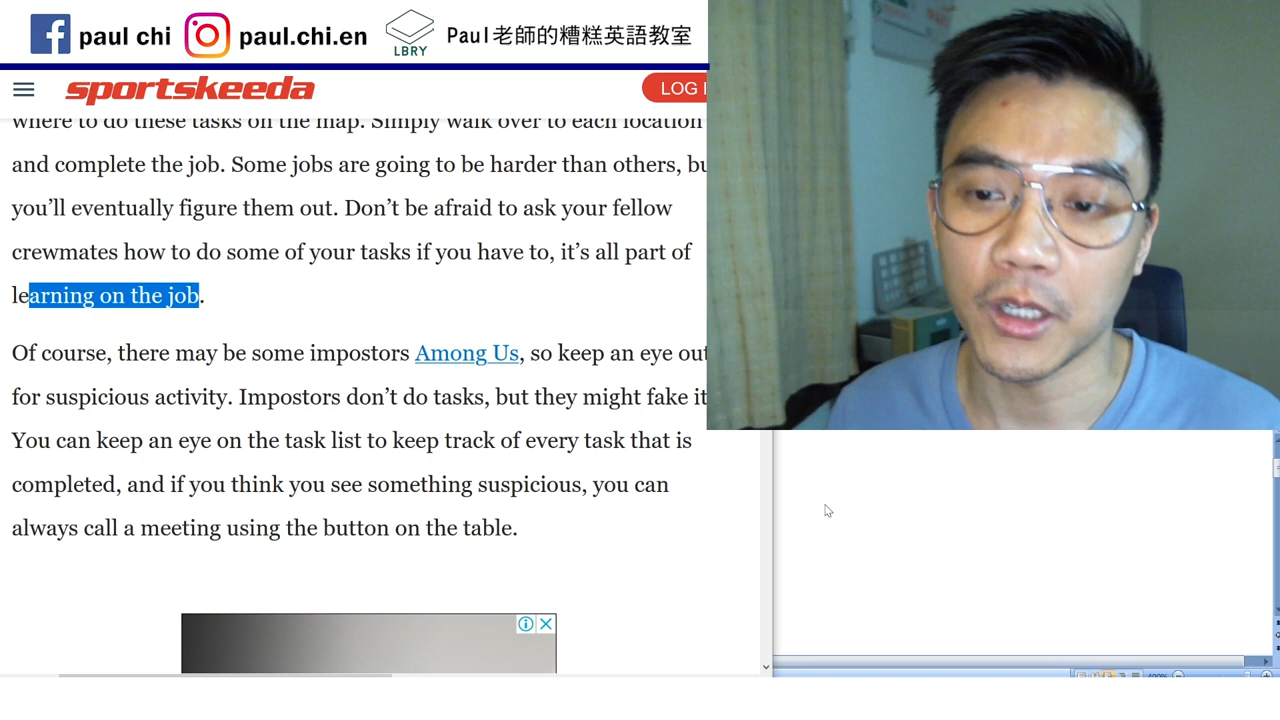 paul chi paul.chi.en LBRY Paul老師的糟糕英語教室
sportskeeda LOG
where to do these tasks on the map. Simply walk over to each location
and complete the job. Some jobs are going to be harder than others,
you’ll eventually figure them out. Don’t be afraid to ask your fellow
crewmates how to do some of your tasks if you have to, it’s all part of
learning on the job.
Of course, there may be some impostors Among Us, so keep an eye out
for suspicious activity. Impostors don’t do tasks, but they might fake it
You can keep an eye on the task list to keep track of every task that is
completed, and if you think you see something suspicious, you can
always call a meeting using the button on the table.